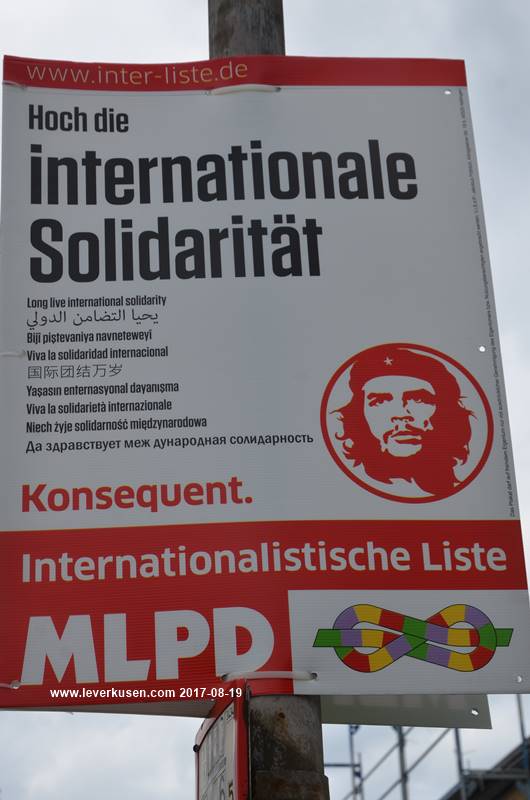 www.inter-liste.de
Hoch die
internationale
Solidarität
Long live international solidarity
يحيا التضامن الدولي
Bijî piştevaniya navneteweyî
Viva la solidaridad internacional
国际团结万岁
Yaşasın enternasyonal dayanışma
Viva la solidarietà internazionale
Niech żyje solidarność międzynarodowa
Да здравствует меж дународная солидарность
Konsequent.
Internationalistische Liste
MLPD
www.leverkusen.com 2017-08-19